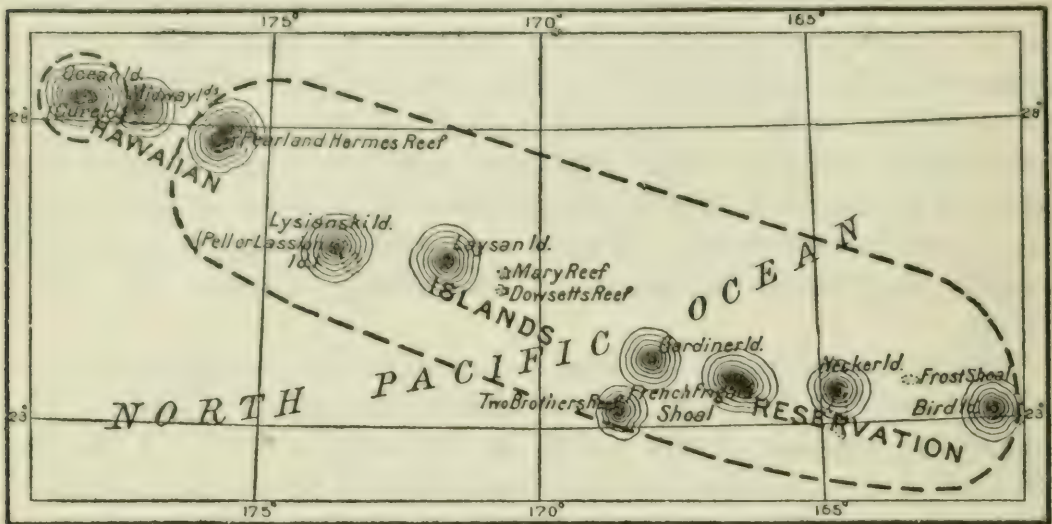 175° 170° 165°
Ocean Id.
Midway Ids
Cure Id.
28° 28°
HAWAIIAN
Pearl and Hermes Reef
Lysianski Id.
(Pell or Lassion
Laysan Id.
Mary Reef
Dowsetts Reef
ISLANDS
NORTH PACIFIC OCEAN
Gardiner Id.
Necker Id.
Frost Shoal
Two Brothers Reef
French Frog
Shoal
Bird Id.
23° 23°
RESERVATION
175° 170° 165°